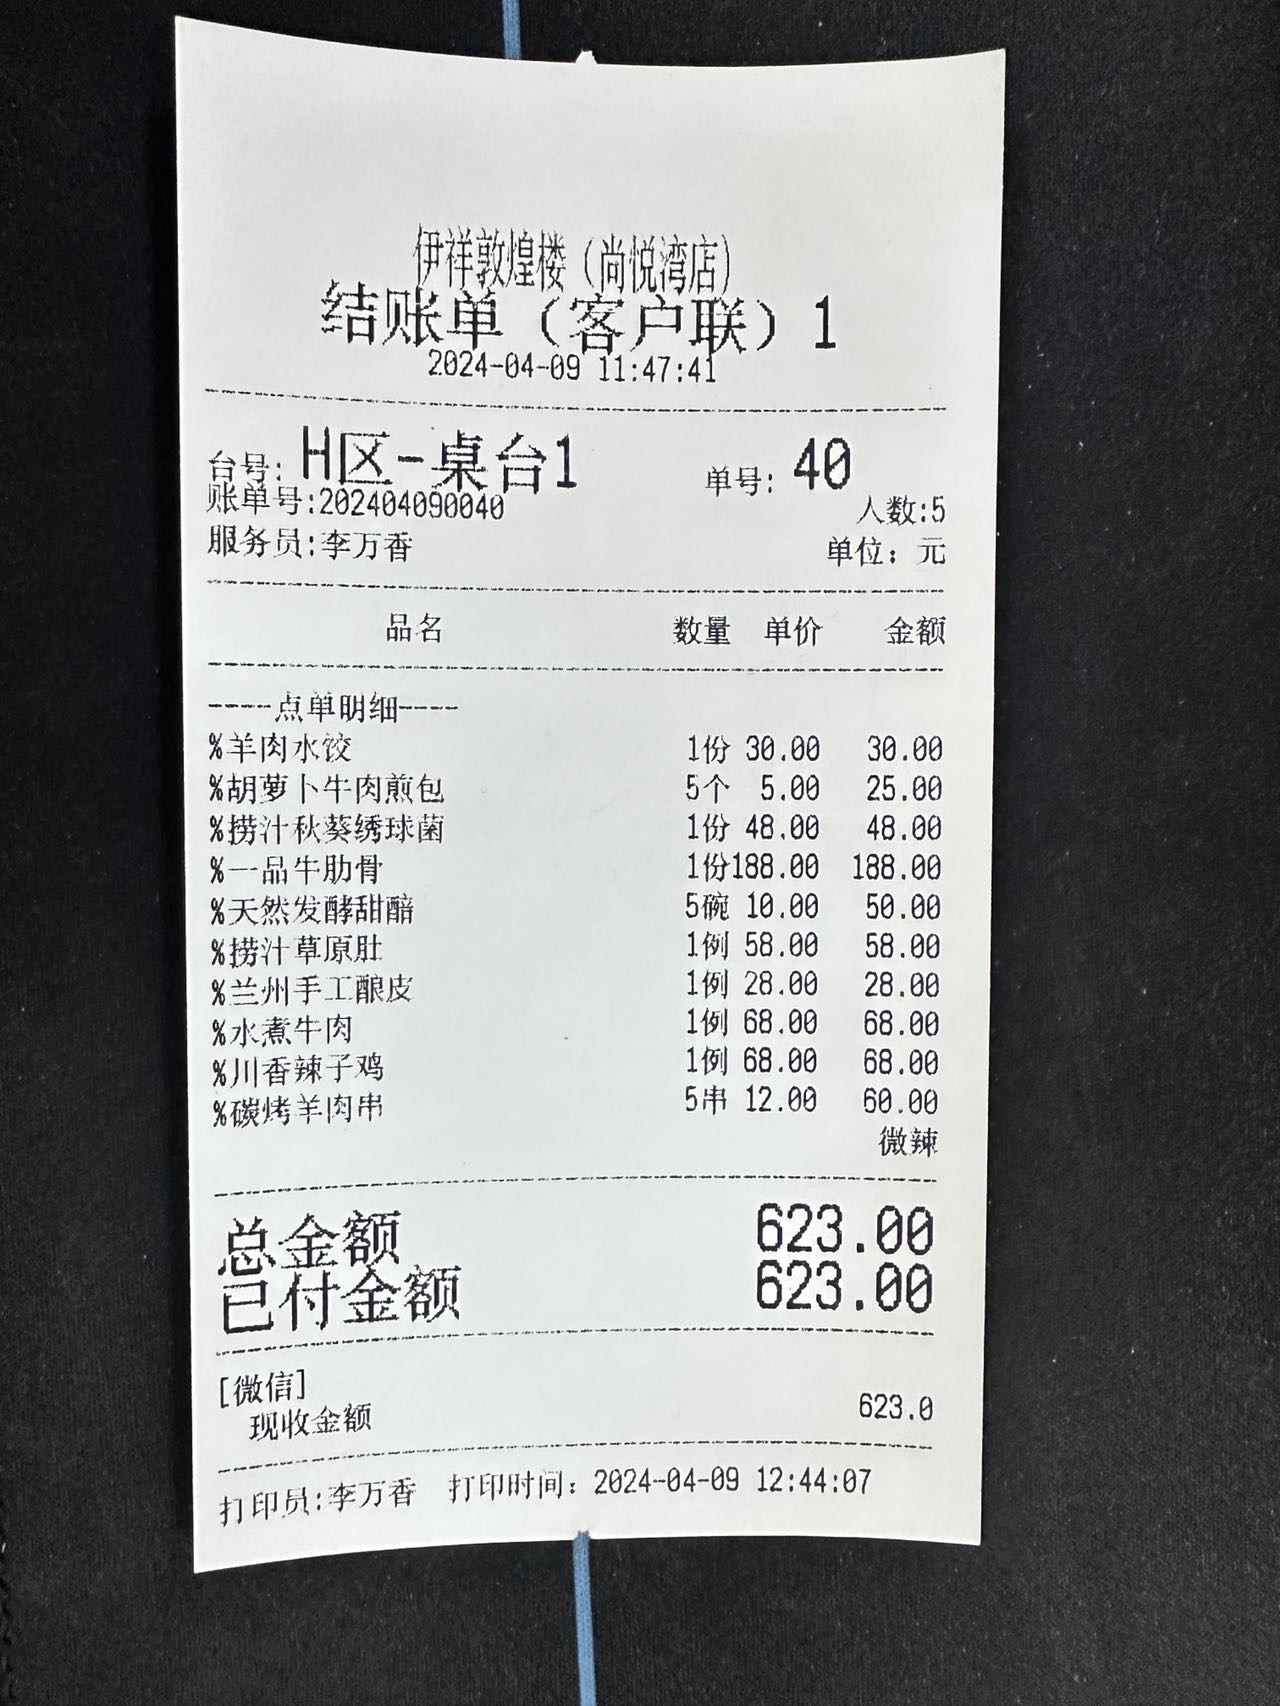 伊祥敦煌楼（尚悦湾店）
结账单（客户联）1
2024-04-09 11:47:41
台号: H区-桌台1 单号: 40
账单号:202404090040 人数:5
服务员:李万香 单位: 元
品名 数量 单价 金额
----点单明细----
%羊肉水饺 1份 30.00 30.00
%胡萝卜牛肉煎包 5个 5.00 25.00
%捞汁秋葵绣球菌 1份 48.00 48.00
%一品牛肋骨 1份188.00 188.00
%天然发酵甜醅 5碗 10.00 50.00
%捞汁草原肚 1例 58.00 58.00
%兰州手工酿皮 1例 28.00 28.00
%水煮牛肉 1例 68.00 68.00
%川香辣子鸡 1例 68.00 68.00
%碳烤羊肉串 5串 12.00 60.00
微辣
总金额 623.00
已付金额 623.00
[微信]
现收金额 623.0
打印员:李万香 打印时间: 2024-04-09 12:44:07